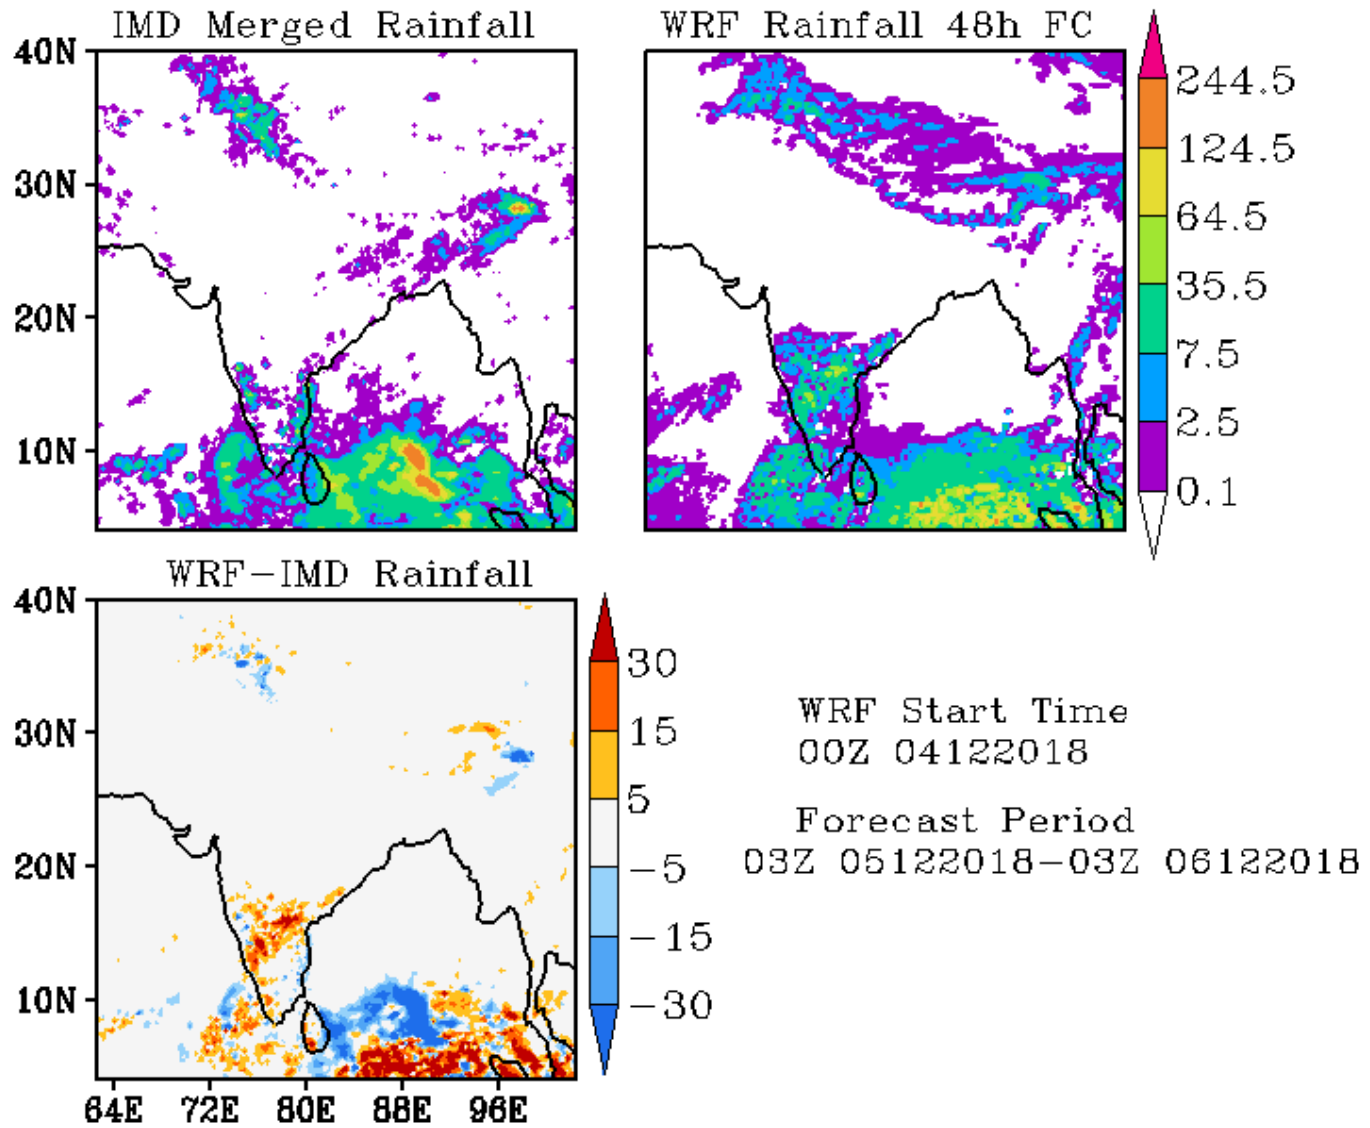 IMD Merged Rainfall
WRF Rainfall 48h FC
40N
30N
20N
10N
244.5
124.5
64.5
35.5
7.5
2.5
0.1
WRF-IMD Rainfall
40N
30N
20N
10N
64E 72E 80E 88E 96E
30
15
5
-5
-15
-30
WRF Start Time
00Z 04122018
Forecast Period
03Z 05122018-03Z 06122018